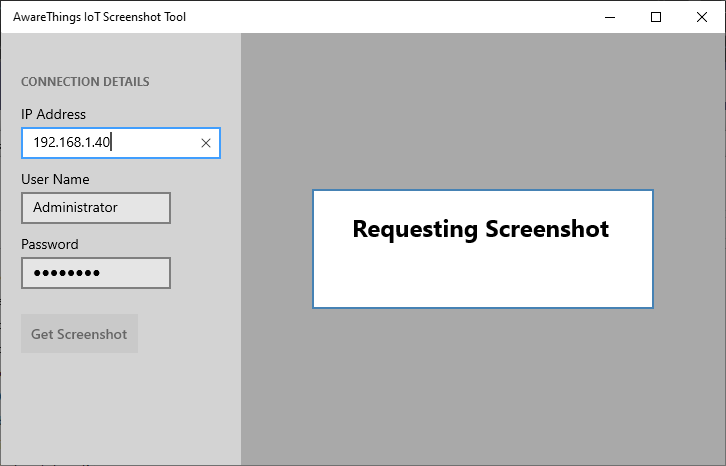 AwareThings IoT Screenshot Tool
CONNECTION DETAILS
IP Address
192.168.1.40
User Name
Administrator
Password
●●●●●●●●
Get Screenshot
Requesting Screenshot